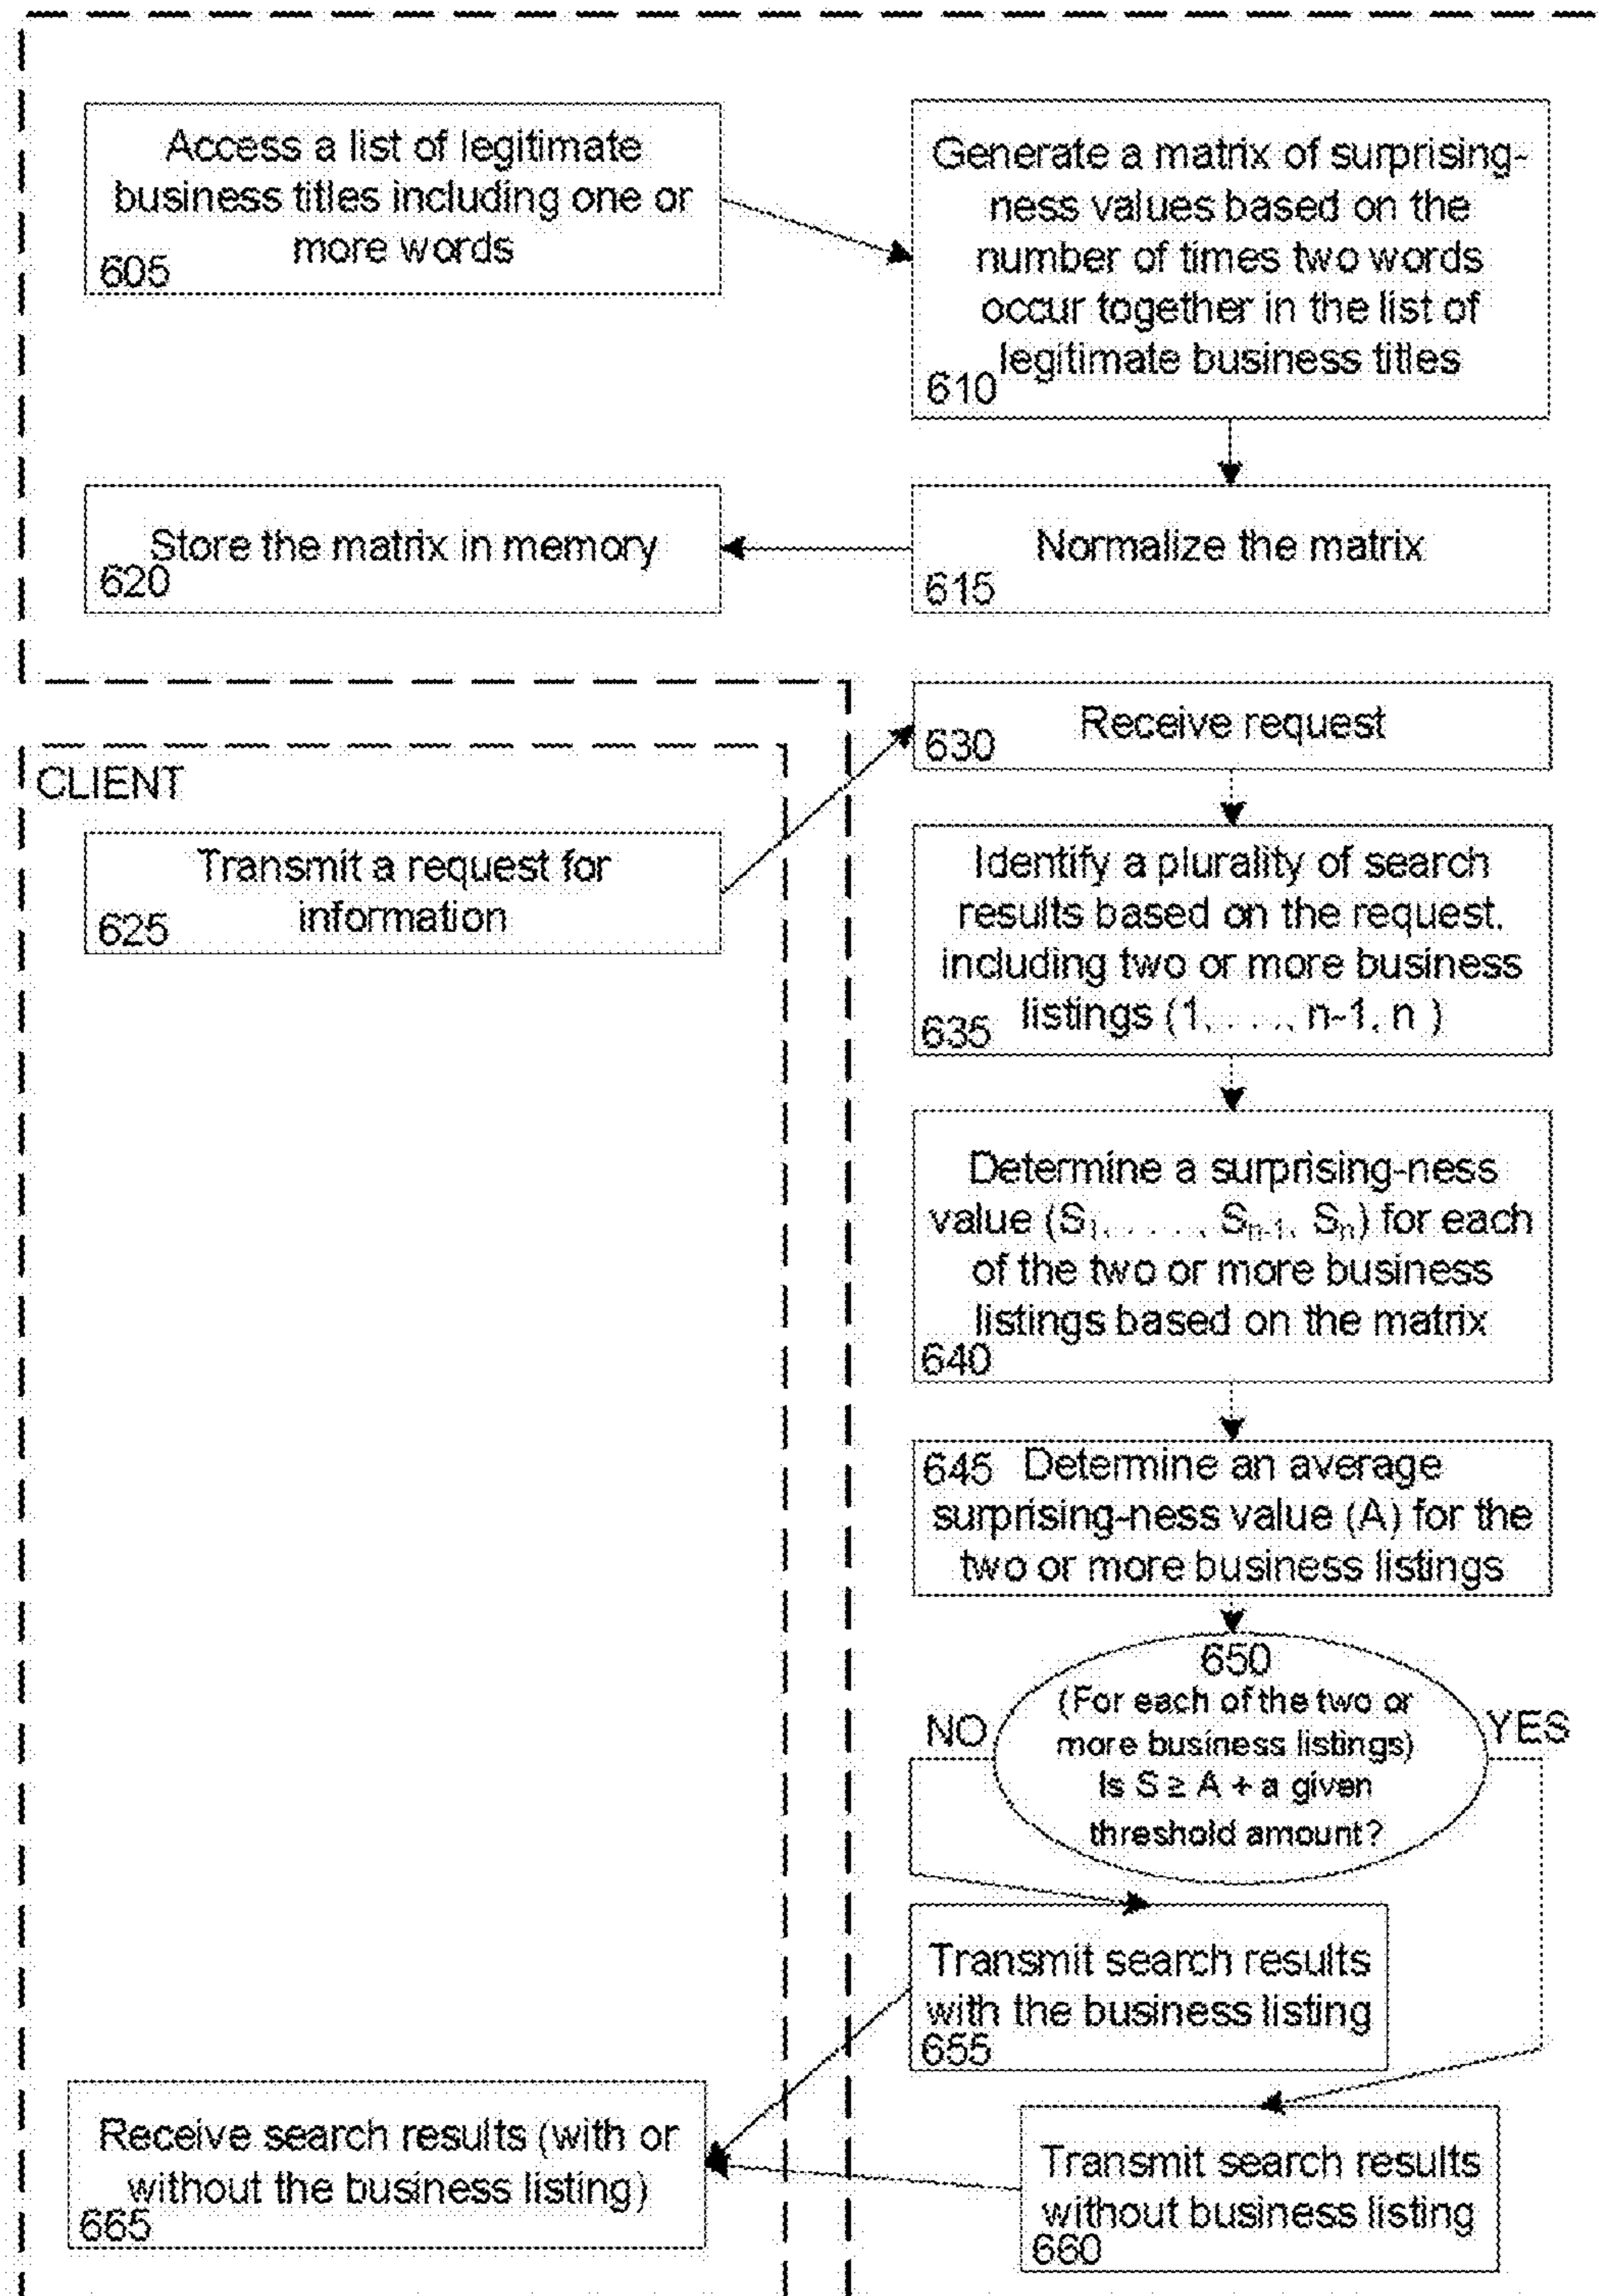 Access a list of legitimate
business titles including one or
more words
605
Generate a matrix of surprising-
ness values based on the
number of times two words
occur together in the list of
legitimate business titles
610
Store the matrix in memory
620
Normalize the matrix
615
Receive request
630
CLIENT
Transmit a request for
information
625
Identify a plurality of search
results based on the request,
including two or more business
listings (1, . . ., n-1, n )
635
Determine a surprising-ness
value (S₁, . . . ., Sₙ₋₁, Sₙ) for each
of the two or more business
listings based on the matrix
640
645 Determine an average
surprising-ness value (A) for the
two or more business listings
650
(For each of the two or
more business listings)
Is S ≥ A + a given
threshold amount?
NO
YES
Transmit search results
with the business listing
655
Receive search results (with or
without the business listing)
665
Transmit search results
without business listing
660